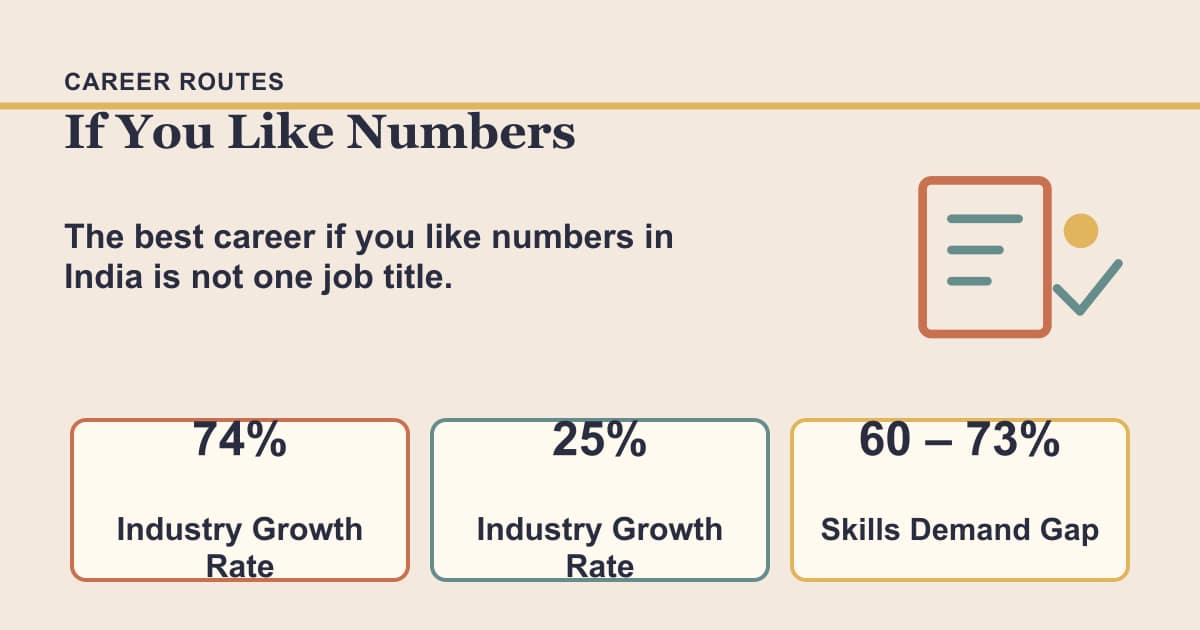 CAREER ROUTES
If You Like Numbers
The best career if you like numbers in
India is not one job title.
74%
Industry Growth
Rate
25%
Industry Growth
Rate
60 – 73%
Skills Demand Gap